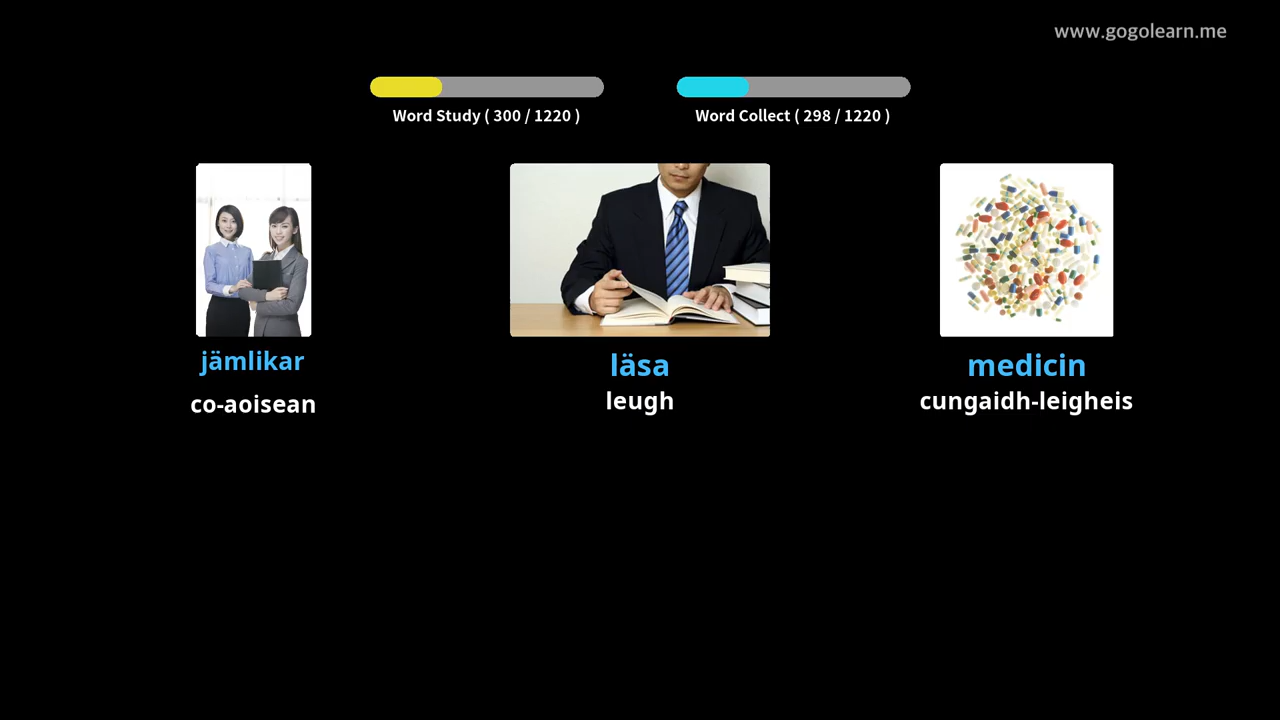 www.gogolearn.me
Word Study ( 300 / 1220 )
Word Collect ( 298 / 1220 )
jämlikar
co-aoisean
läsa
leugh
medicin
cungaidh-leigheis